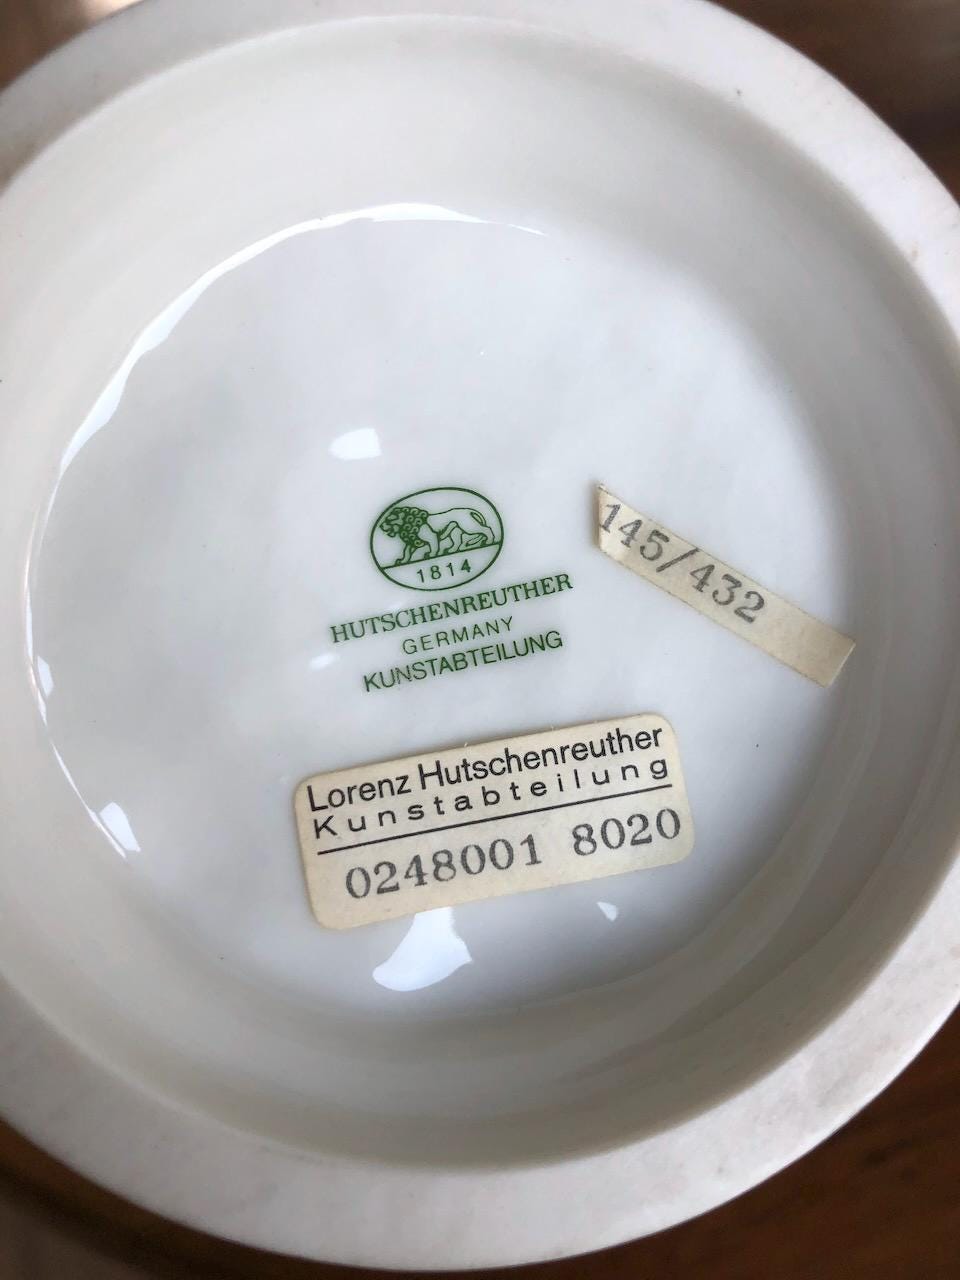 1814
HUTSCHENREUTHER
GERMANY
KUNSTABTEILUNG
145/432
Lorenz Hutschenreuther
Kunstabteilung
0248001 8020